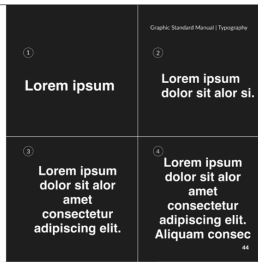 Graphic Standard Manual | Typography
1
Lorem ipsum
2
Lorem ipsum
dolor sit alor si.
3
Lorem ipsum
dolor sit alor
amet
consectetur
adipiscing elit.
4
Lorem ipsum
dolor sit alor
amet
consectetur
adipiscing elit.
Aliquam consec
44